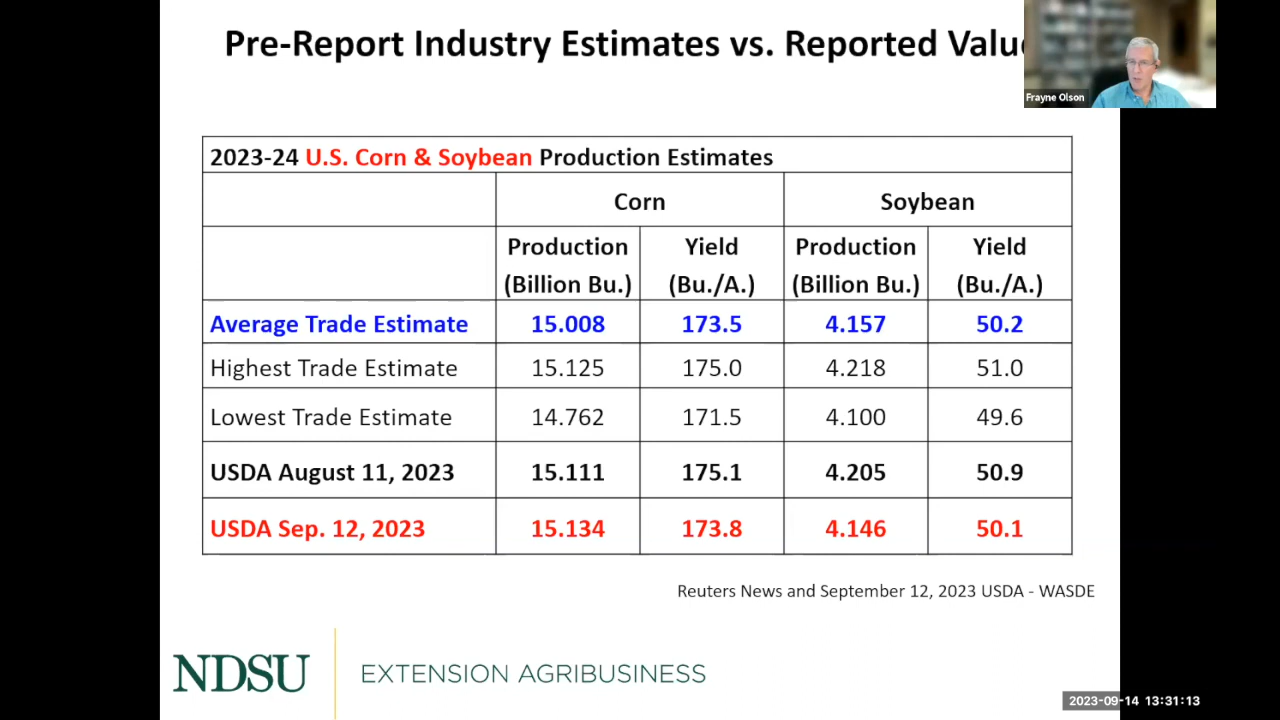 Pre-Report Industry Estimates vs. Reported Valu
Frayne Olson
2023-24 U.S. Corn & Soybean Production Estimates
Corn Soybean
Production Yield Production Yield
(Billion Bu.) (Bu./A.) (Billion Bu.) (Bu./A.)
Average Trade Estimate 15.008 173.5 4.157 50.2
Highest Trade Estimate 15.125 175.0 4.218 51.0
Lowest Trade Estimate 14.762 171.5 4.100 49.6
USDA August 11, 2023 15.111 175.1 4.205 50.9
USDA Sep. 12, 2023 15.134 173.8 4.146 50.1
Reuters News and September 12, 2023 USDA - WASDE
NDSU EXTENSION AGRIBUSINESS
2023-09-14 13:31:13